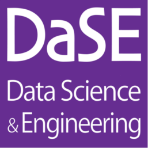 DaSE
Data Science
& Engineering